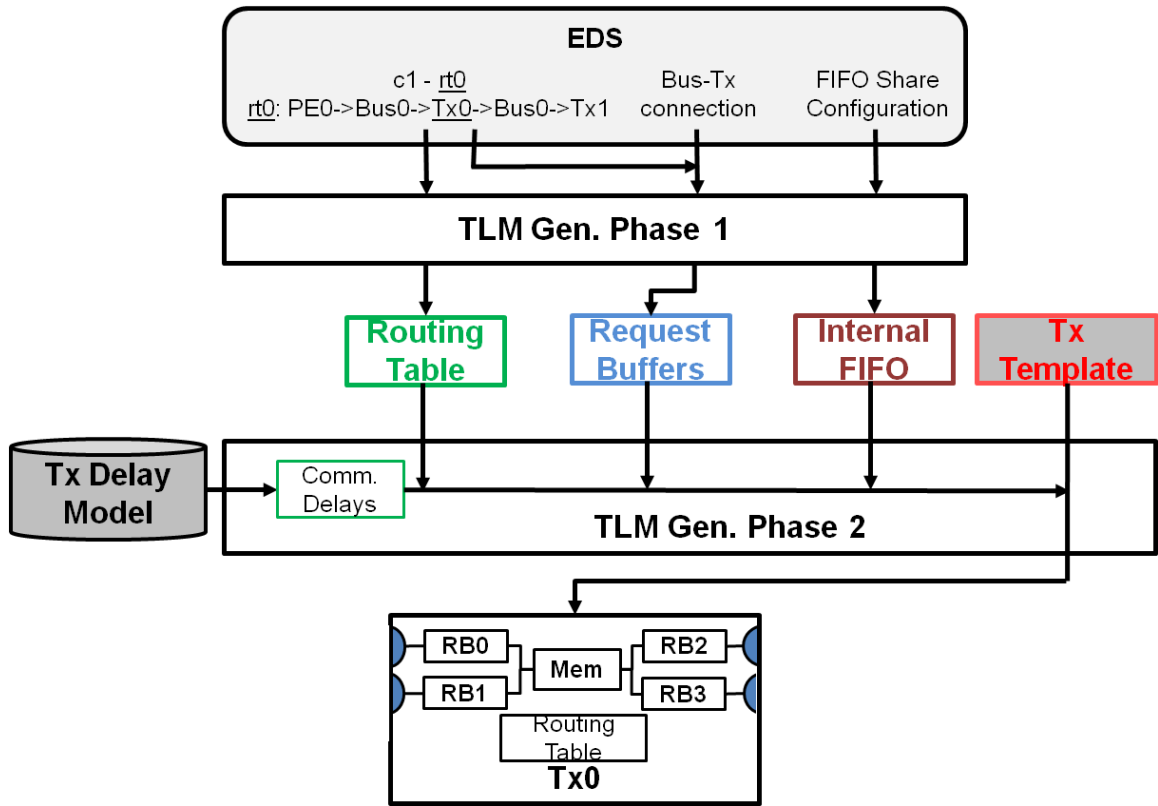 EDS
c1 - rt0
rt0: PE0->Bus0->Tx0->Bus0->Tx1
Bus-Tx
connection
FIFO Share
Configuration
TLM Gen. Phase 1
Routing
Table
Request
Buffers
Internal
FIFO
Tx
Template
Tx Delay
Model
Comm.
Delays
TLM Gen. Phase 2
RB0
RB1
Mem
RB2
RB3
Routing
Table
Tx0